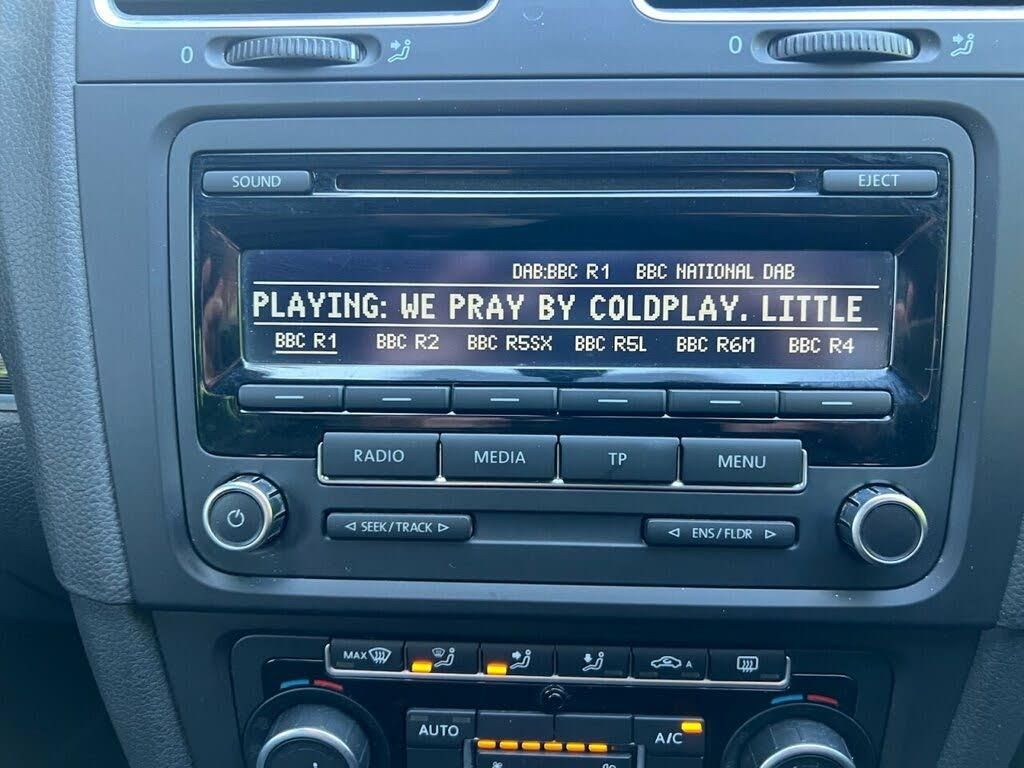 0 0
SOUND EJECT
DAB:BBC R1 BBC NATIONAL DAB
PLAYING: WE PRAY BY COLDPLAY. LITTLE
BBC R1 BBC R2 BBC R5SX BBC R5L BBC R6M BBC R4
RADIO MEDIA TP MENU
SEEK/TRACK ENS/FLDR
MAX A
AUTO A/C